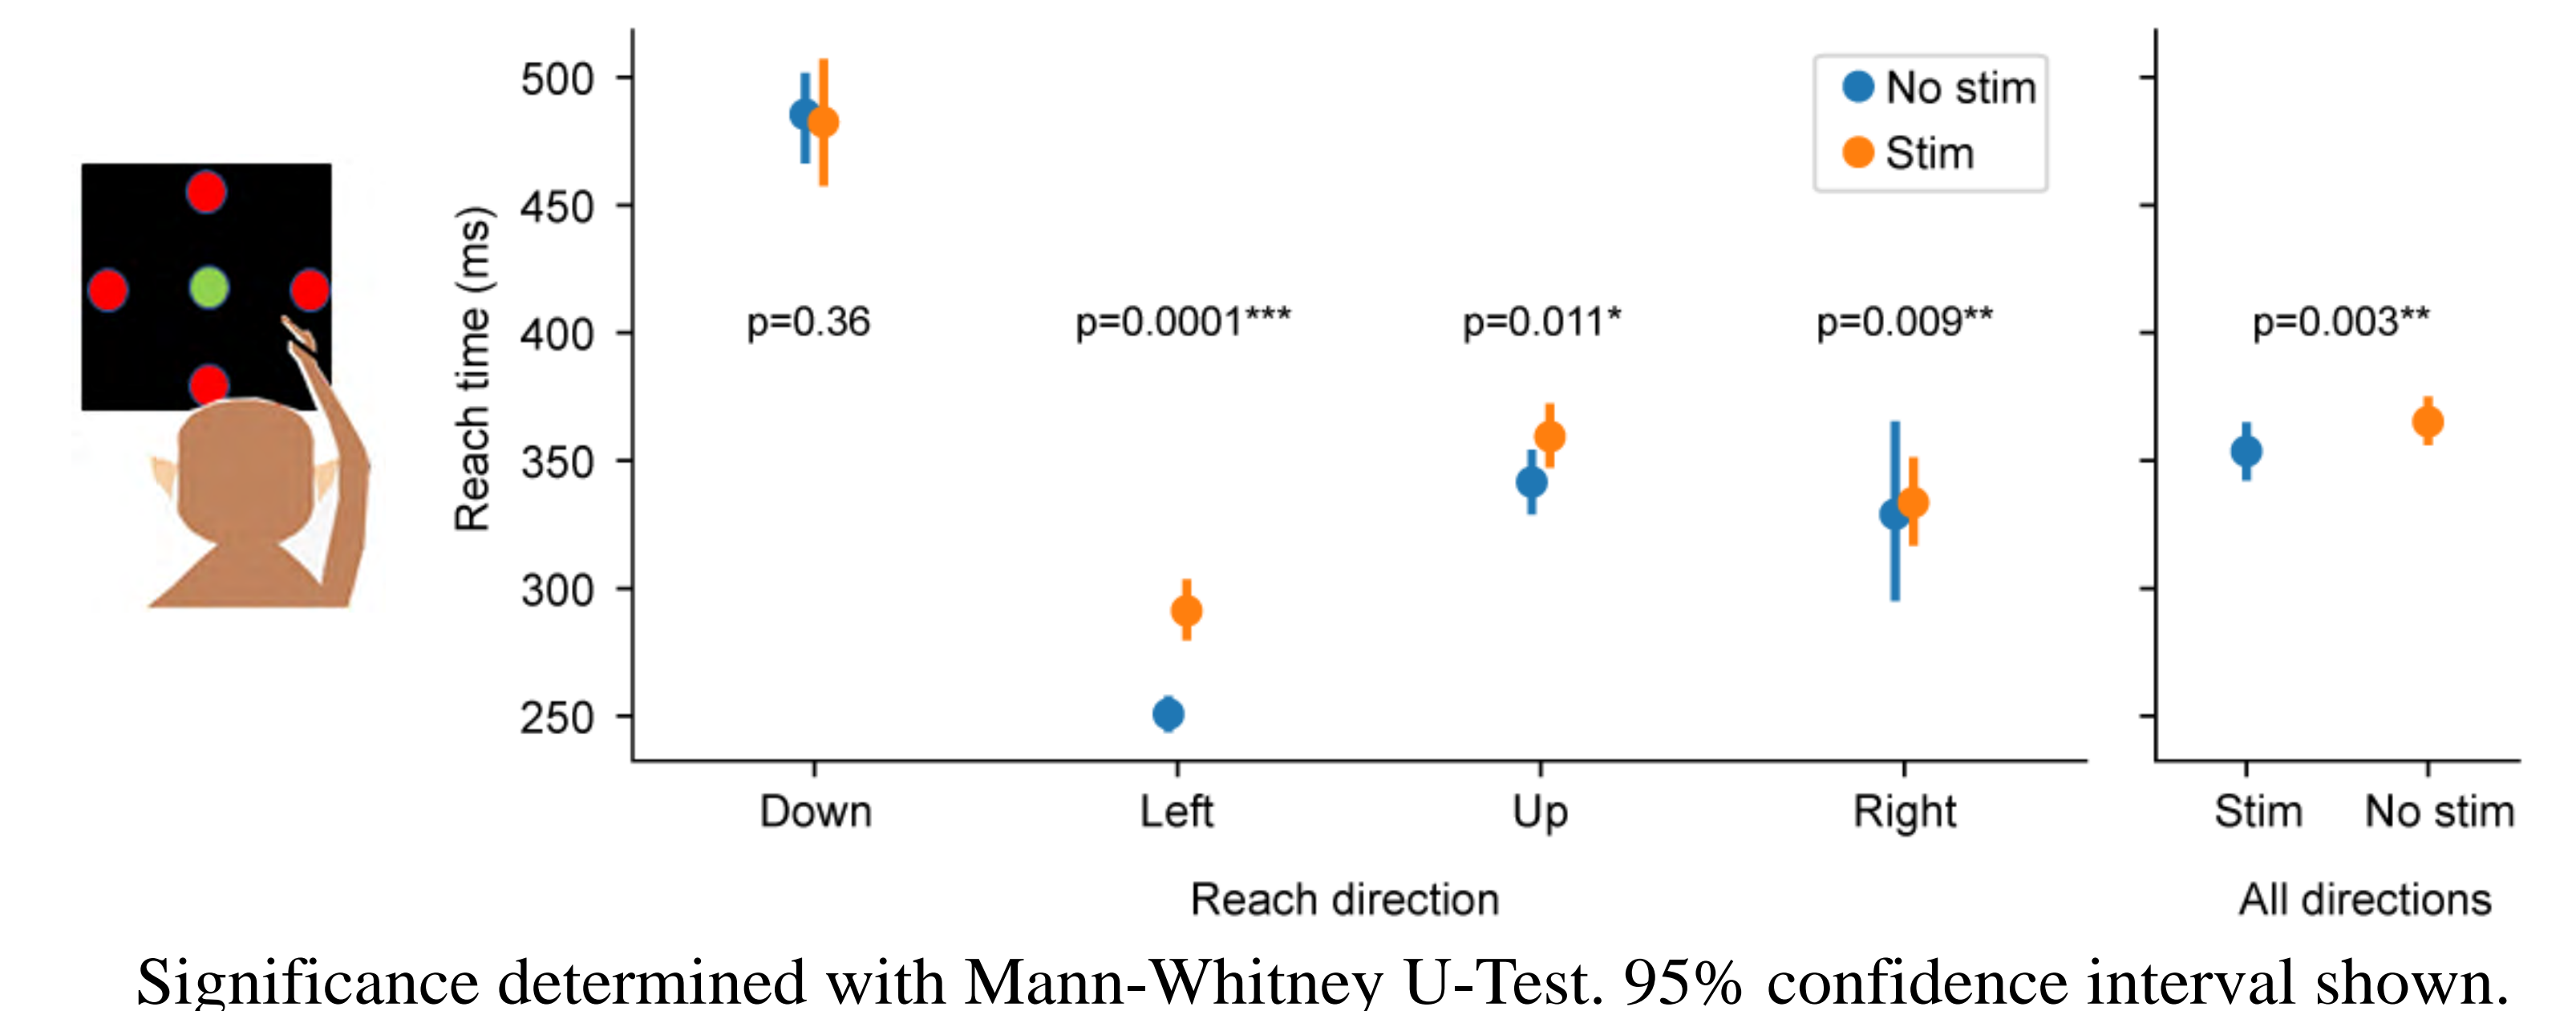 500
450
400
350
300
250
Reach time (ms)
No stim
Stim
p=0.36
p=0.0001***
p=0.011*
p=0.009**
p=0.003**
Down
Left
Up
Right
Reach direction
Stim
No stim
All directions
Significance determined with Mann-Whitney U-Test. 95% confidence interval shown.